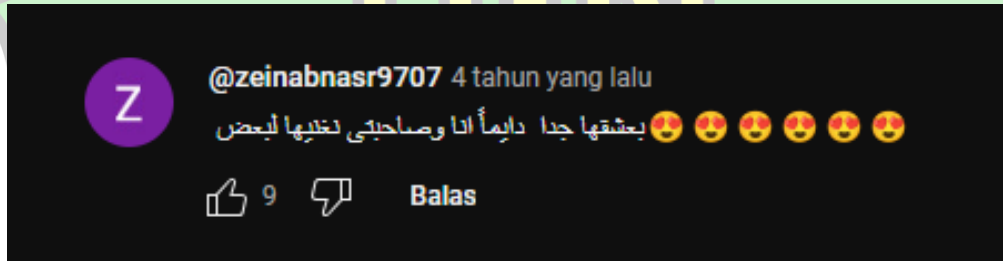 Z
@zeinabnasr9707 4 tahun yang lalu
بعشقها جدا دايماً انا وصاحبتى نغنيها لبعض 😍😍😍😍😍😍
9 Balas